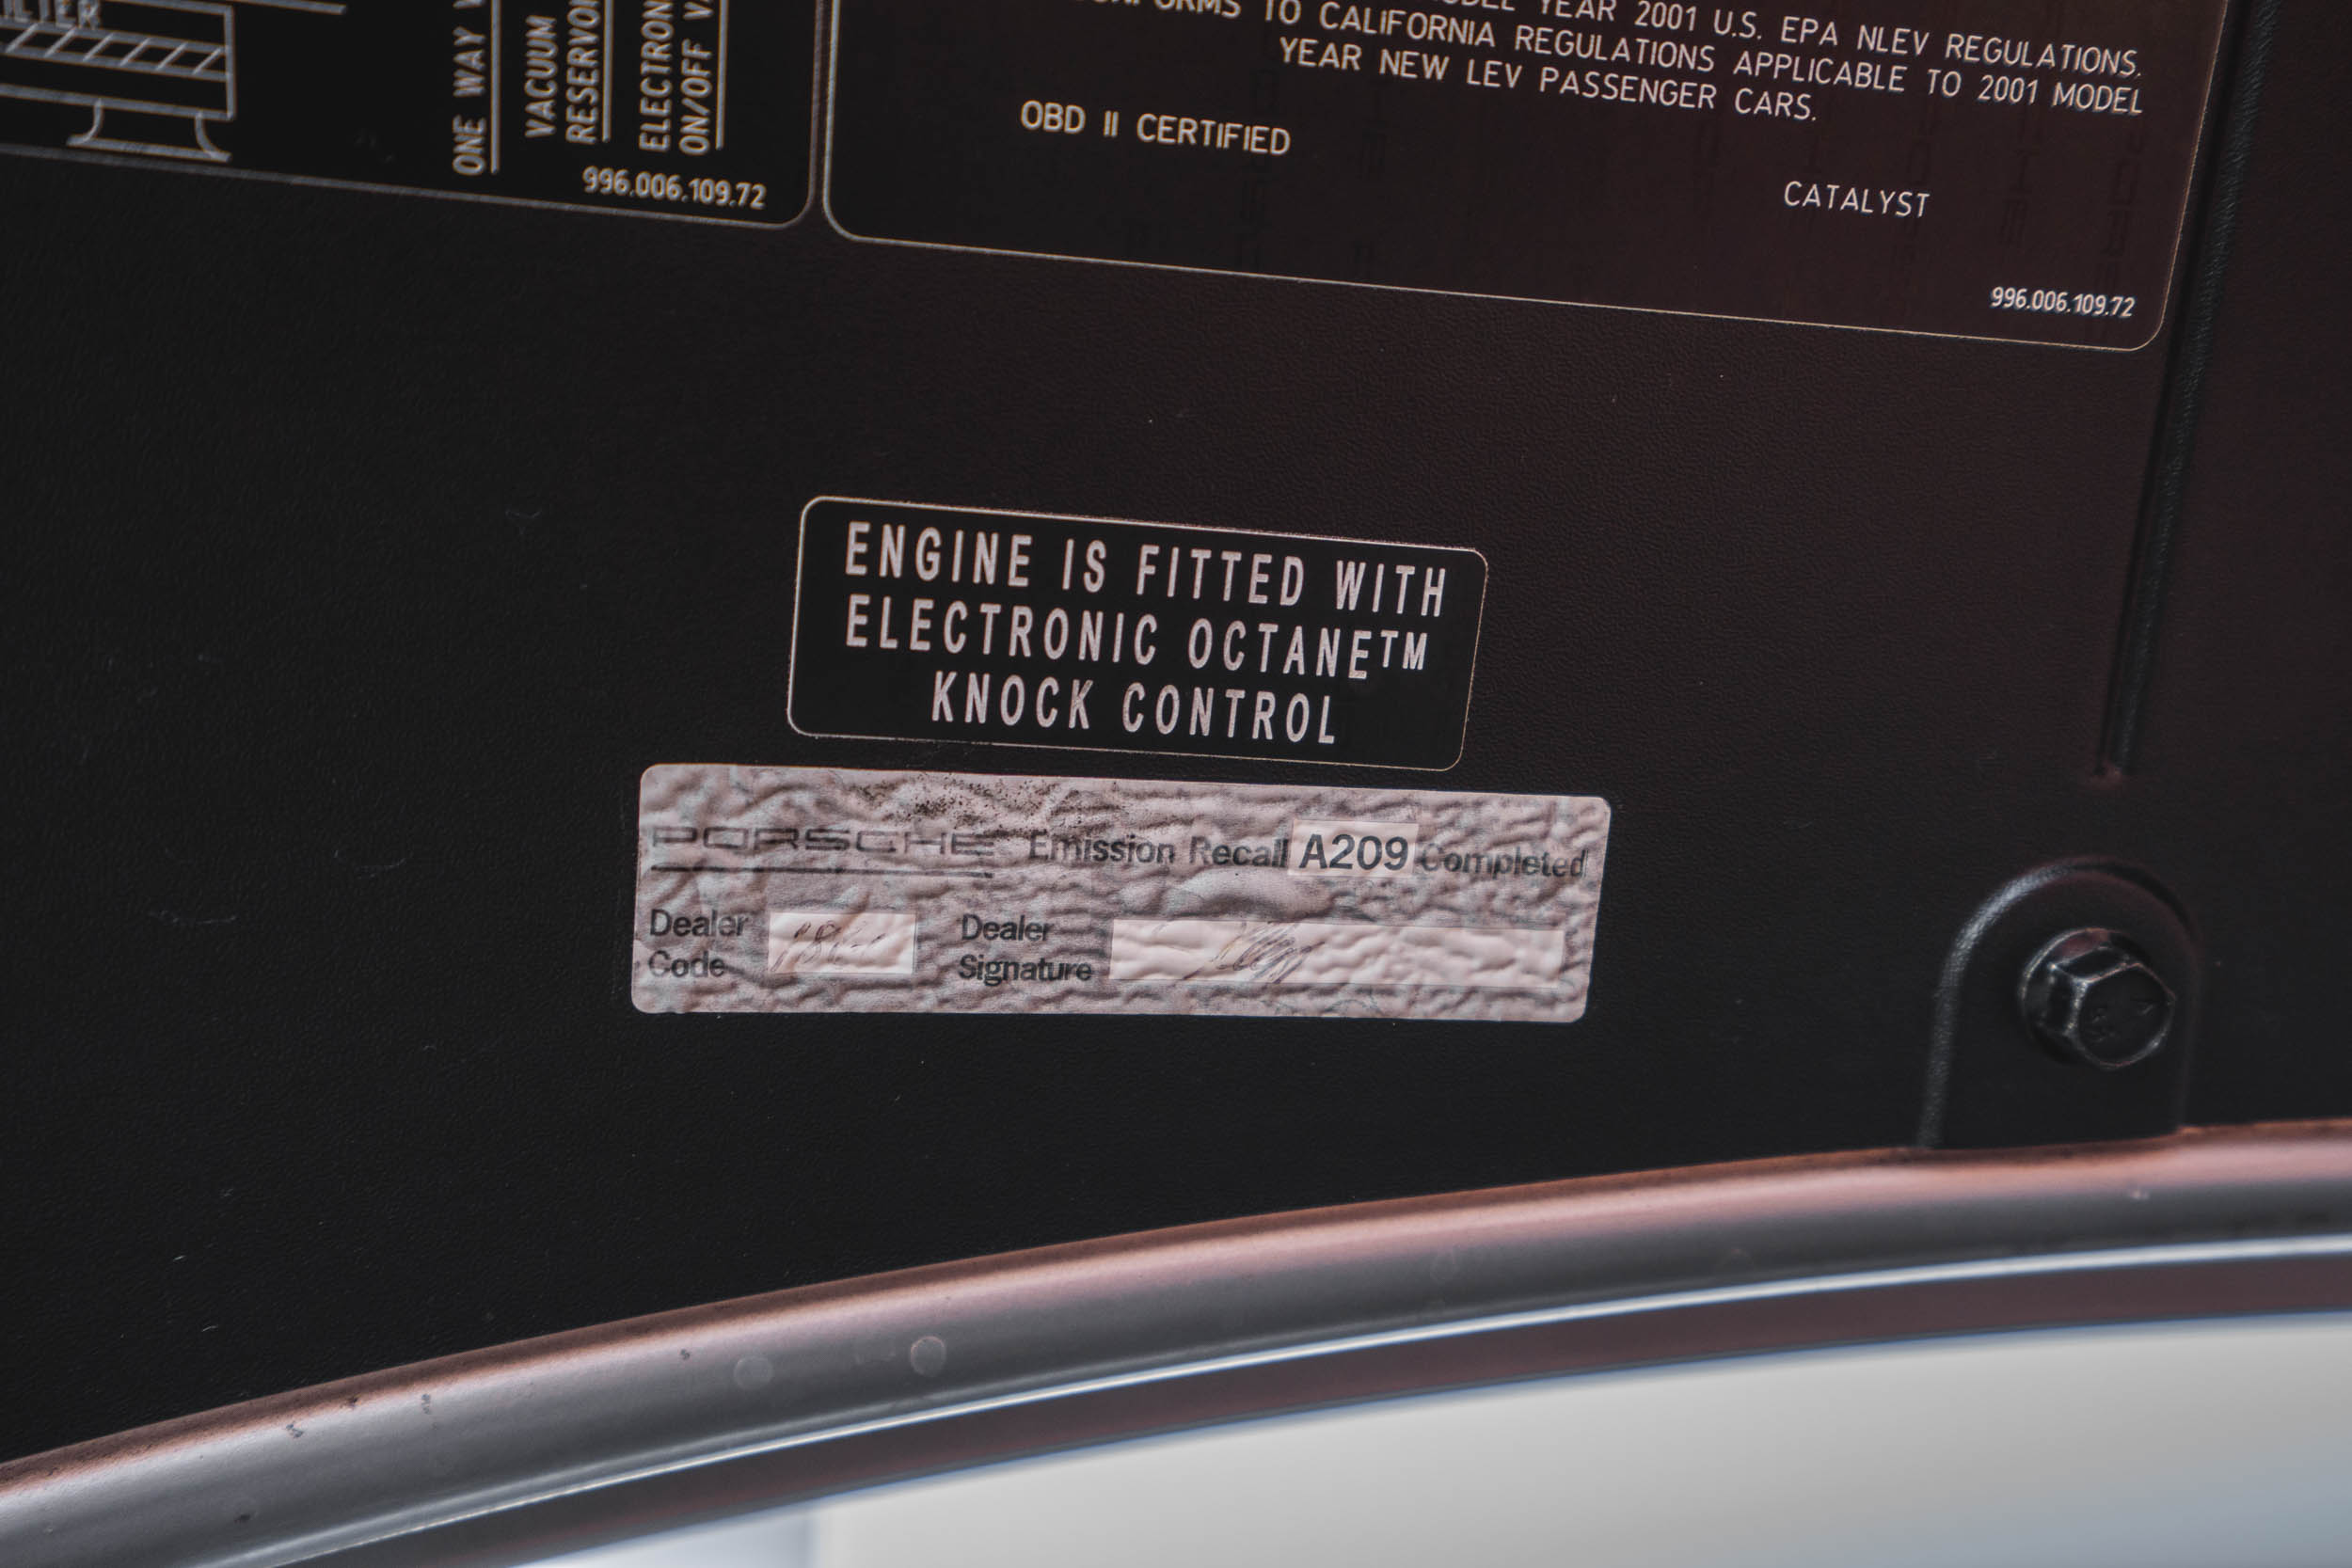 FILTER
ONE WAY
VACUUM
RESERVO
ELECTRON
ON/OFF
996.006.109.72
YEAR 2001 U.S. EPA NLEV REGULATIONS.
TO CALIFORNIA REGULATIONS APPLICABLE TO 2001 MODEL
YEAR NEW LEV PASSENGER CARS.
OBD II CERTIFIED
CATALYST
996.006.109.72
ENGINE IS FITTED WITH
ELECTRONIC OCTANE™
KNOCK CONTROL
PORSCHE Emission Recall A209 Completed
Dealer
Code
Dealer
Signature